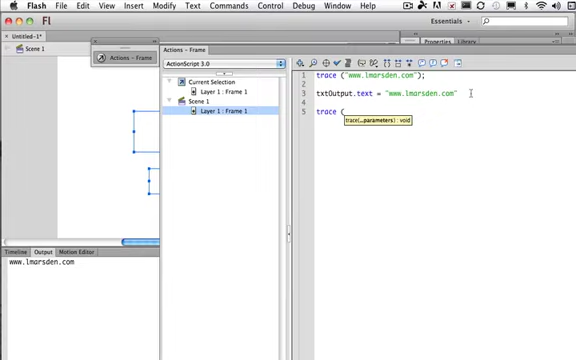 Flash File Edit View Insert Modify Text Commands Control Debug Window Help
Fl
Essentials
Untitled-1*
Scene 1
Actions – Frame
Actions – Frame
Properties Library
ActionScript 3.0
Current Selection
Layer 1 : Frame 1
Scene 1
Layer 1 : Frame 1
1 trace ("www.lmarsden.com");
2
3 txtOutput.text = "www.lmarsden.com"
4
5 trace (
trace(...parameters) : void
Timeline Output Motion Editor
www.lmarsden.com